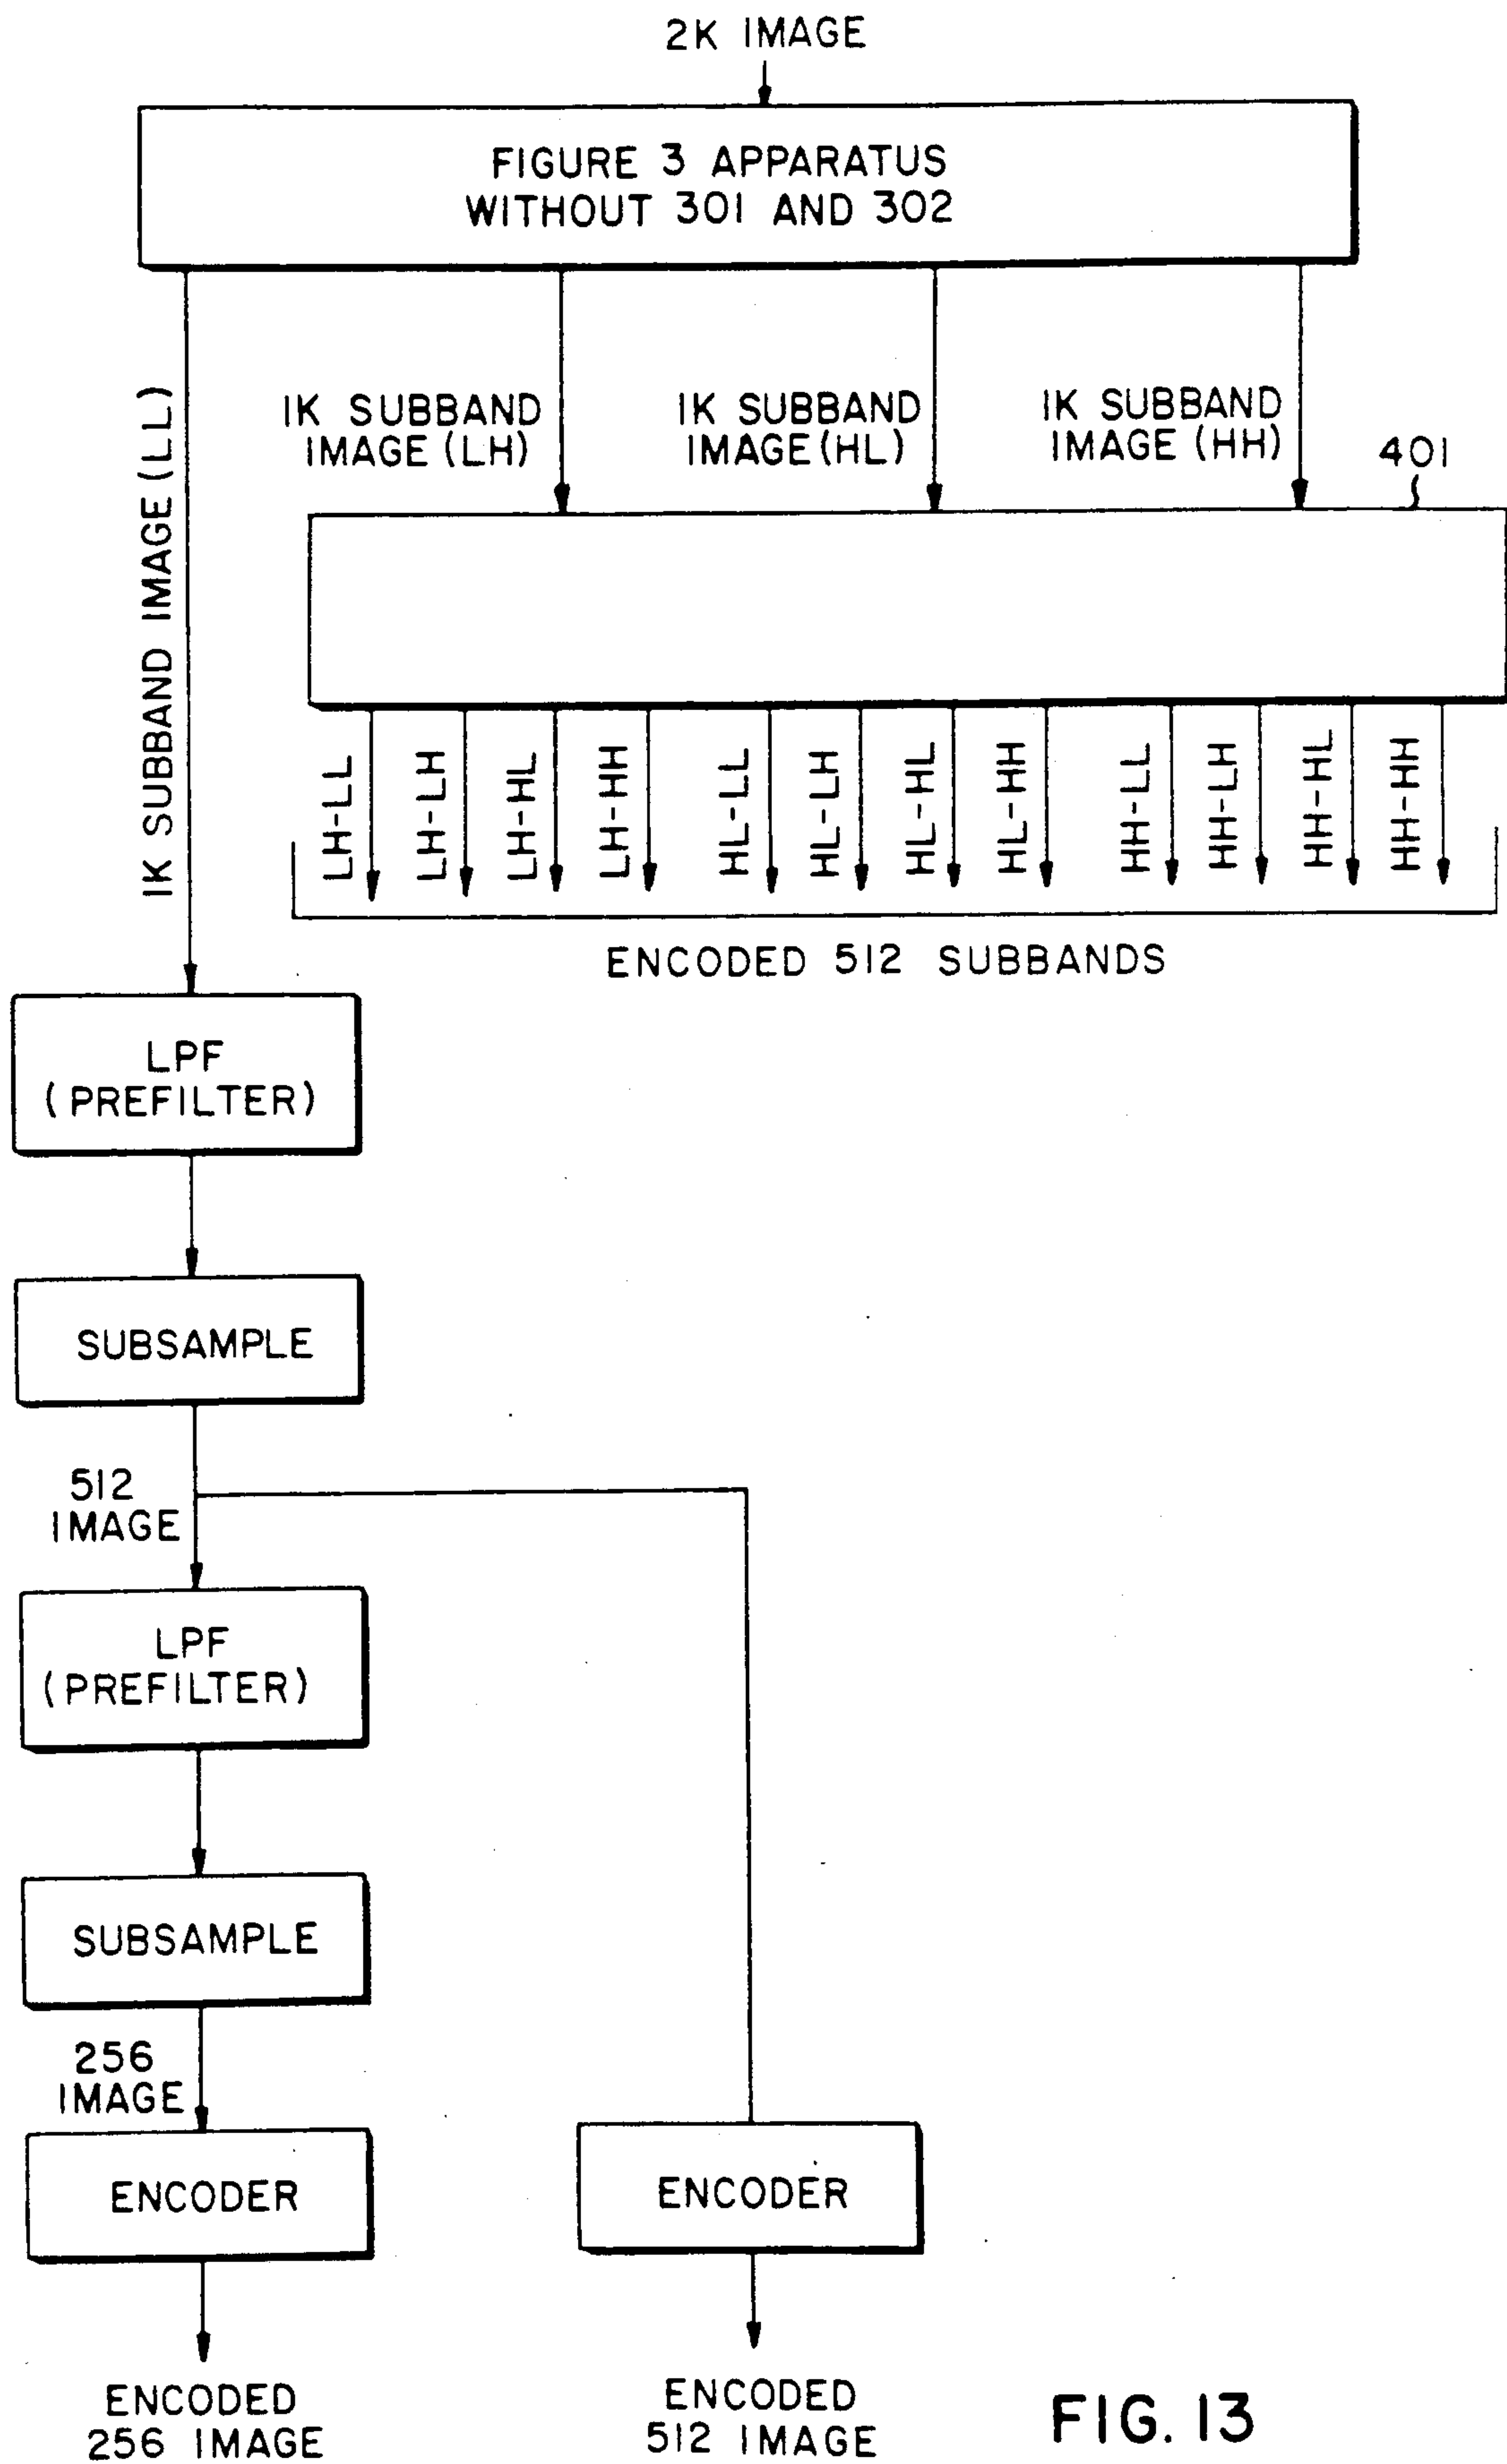 2K IMAGE
FIGURE 3 APPARATUS
WITHOUT 301 AND 302
1K SUBBAND IMAGE (LL)
1K SUBBAND
IMAGE (LH)
1K SUBBAND
IMAGE (HL)
1K SUBBAND
IMAGE (HH)
401
LH-LL
LH-LH
LH-HL
LH-HH
HL-LL
HL-LH
HL-HL
HL-HH
HH-LL
HH-LH
HH-HL
HH-HH
ENCODED 512 SUBBANDS
LPF
(PREFILTER)
SUBSAMPLE
512
IMAGE
LPF
(PREFILTER)
SUBSAMPLE
256
IMAGE
ENCODER
ENCODER
ENCODED
256 IMAGE
ENCODED
512 IMAGE
FIG. 13